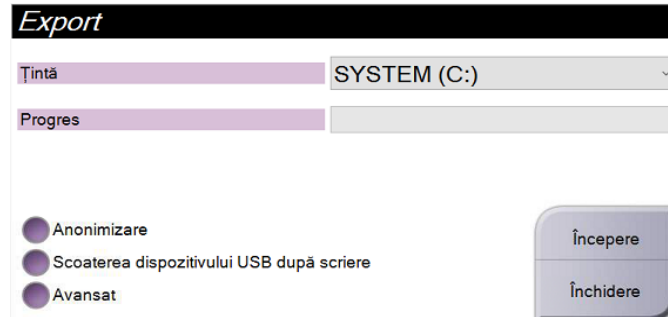 Export
Țintă
SYSTEM (C:)
Progres
Anonimizare
Scoaterea dispozitivului USB după scriere
Avansat
Începere
Închidere